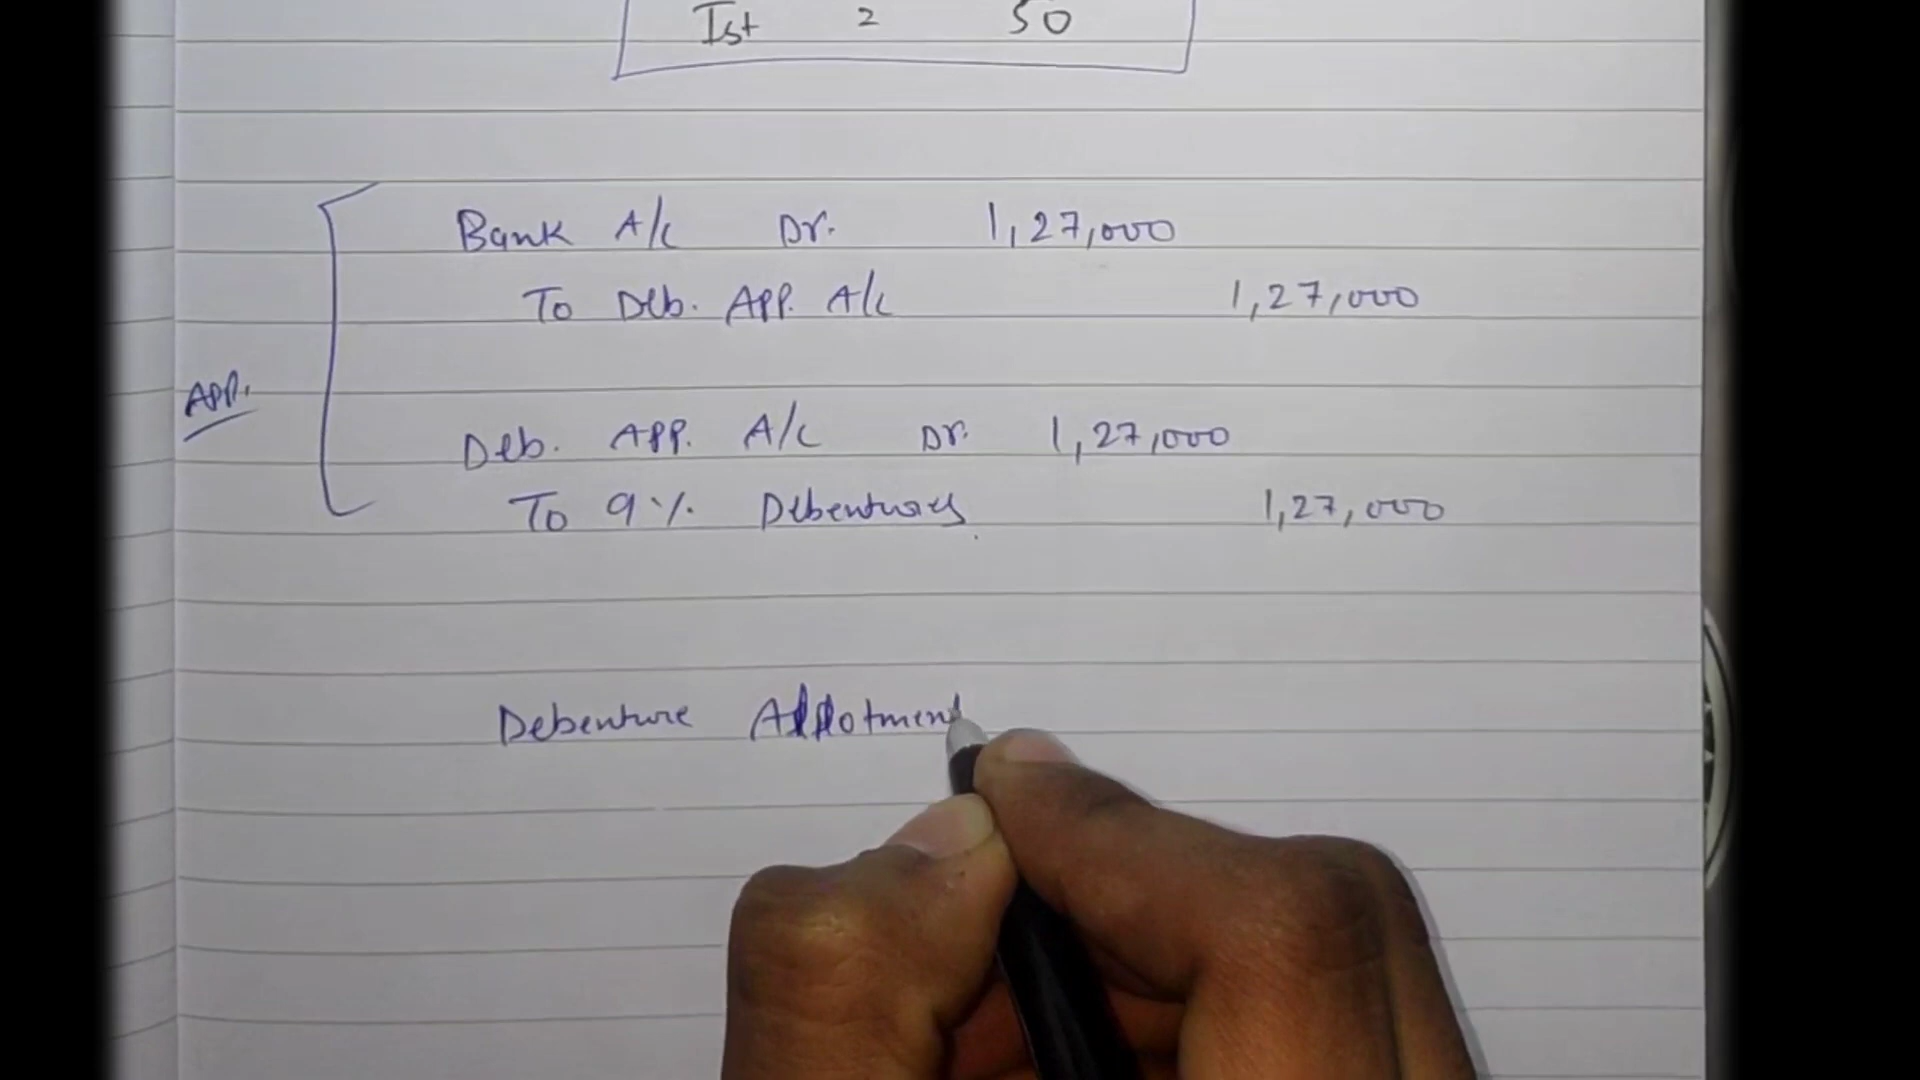 Ist = 50
Bank A/c Dr. 1,27,000
To Deb. APP. A/c 1,27,000
APP.
Deb. APP. A/c Dr. 1,27,000
To 9% Debentures 1,27,000
Debenture Allotment